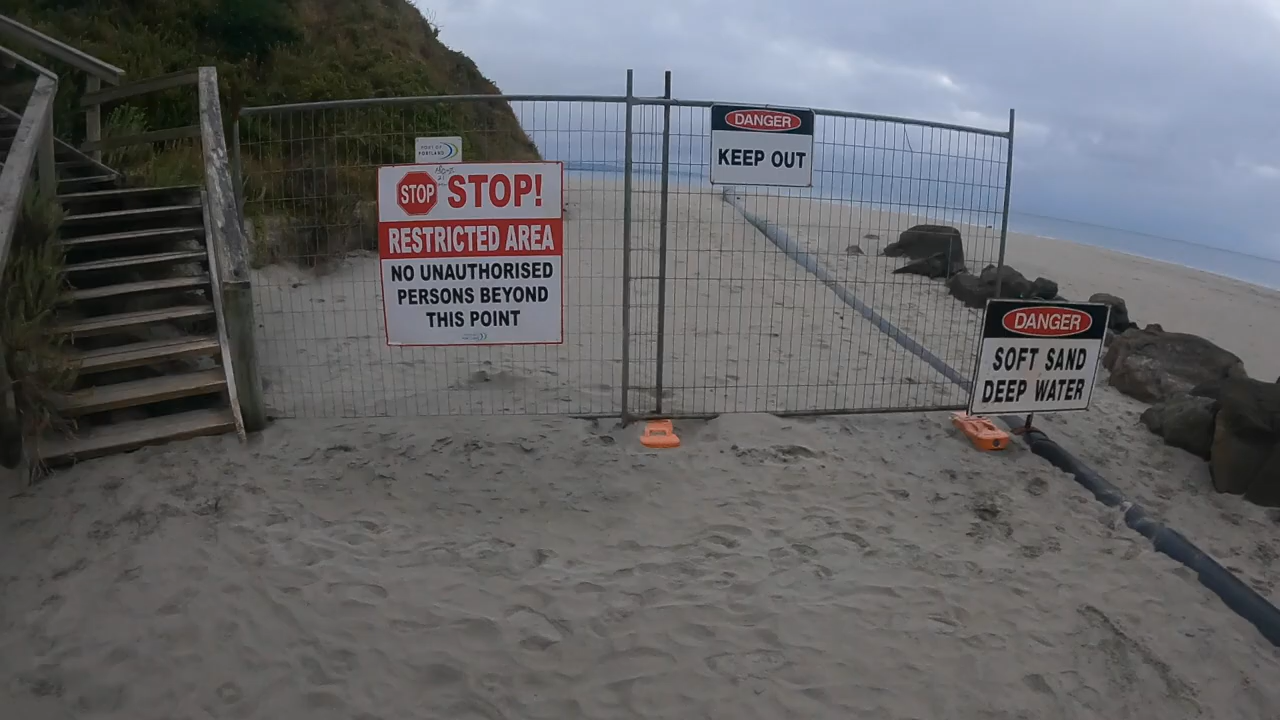 PORT OF
PORTLAND
STOP STOP!
RESTRICTED AREA
NO UNAUTHORISED
PERSONS BEYOND
THIS POINT
DANGER
KEEP OUT
DANGER
SOFT SAND
DEEP WATER